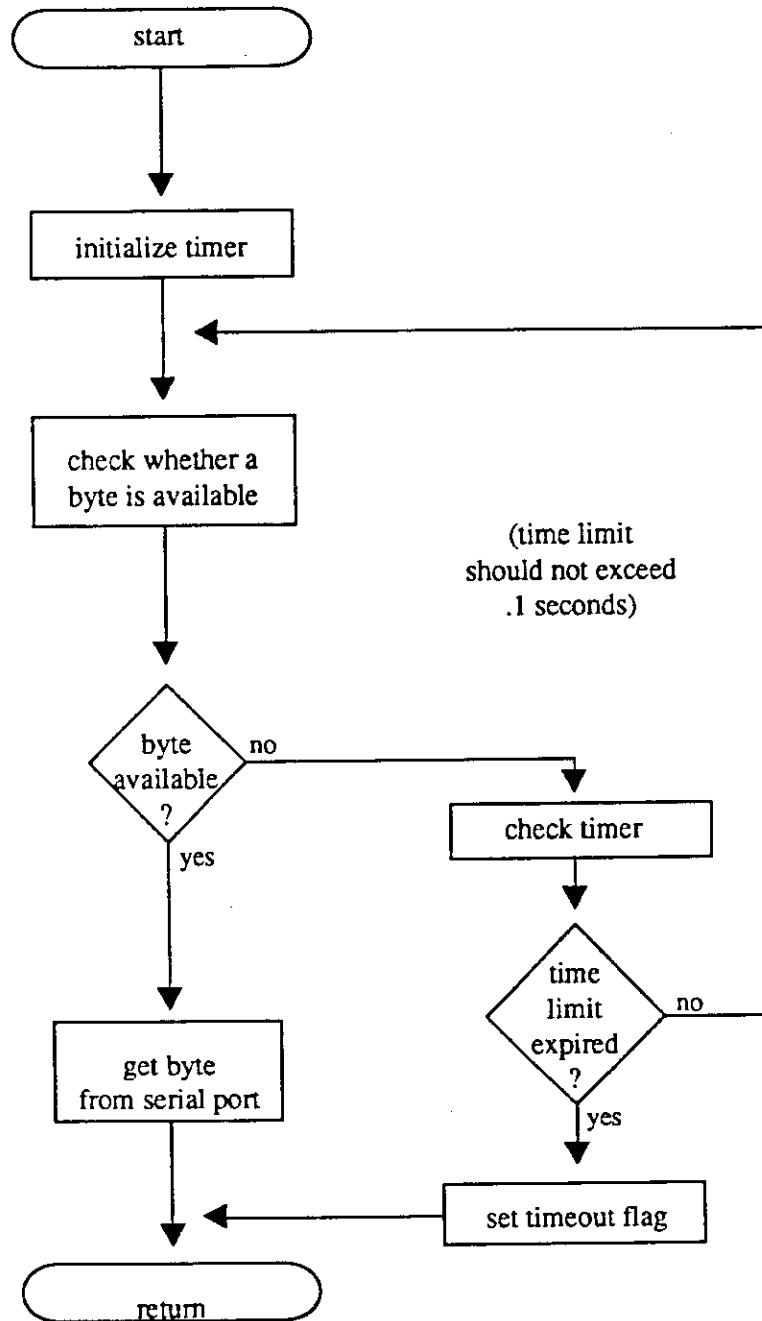 start
initialize timer
check whether a
byte is available
(time limit
should not exceed
.1 seconds)
byte
available
?
no
yes
check timer
time
limit
expired
?
no
yes
get byte
from serial port
set timeout flag
return